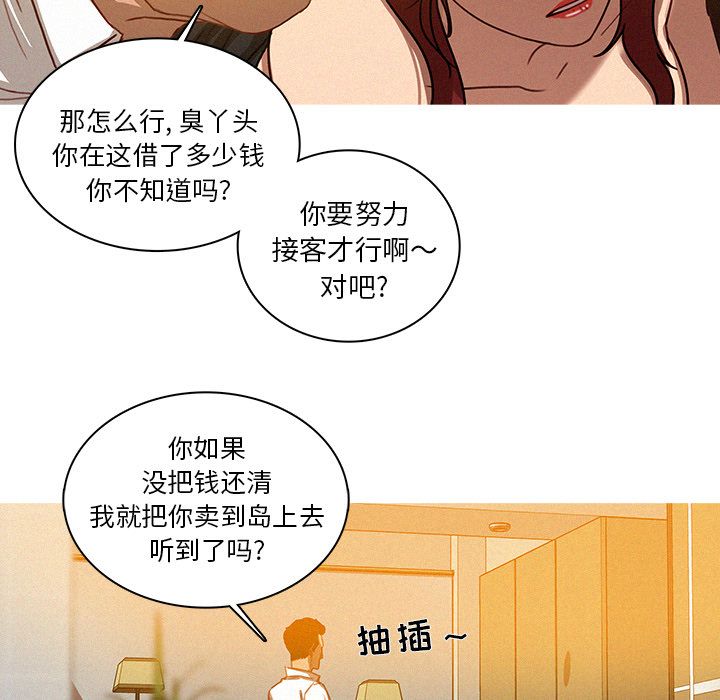 那怎么行,臭丫头
你在这借了多少钱
你不知道吗?
你要努力
接客才行啊～
对吧?
你如果
没把钱还清
我就把你卖到岛上去
听到了吗?
抽插～